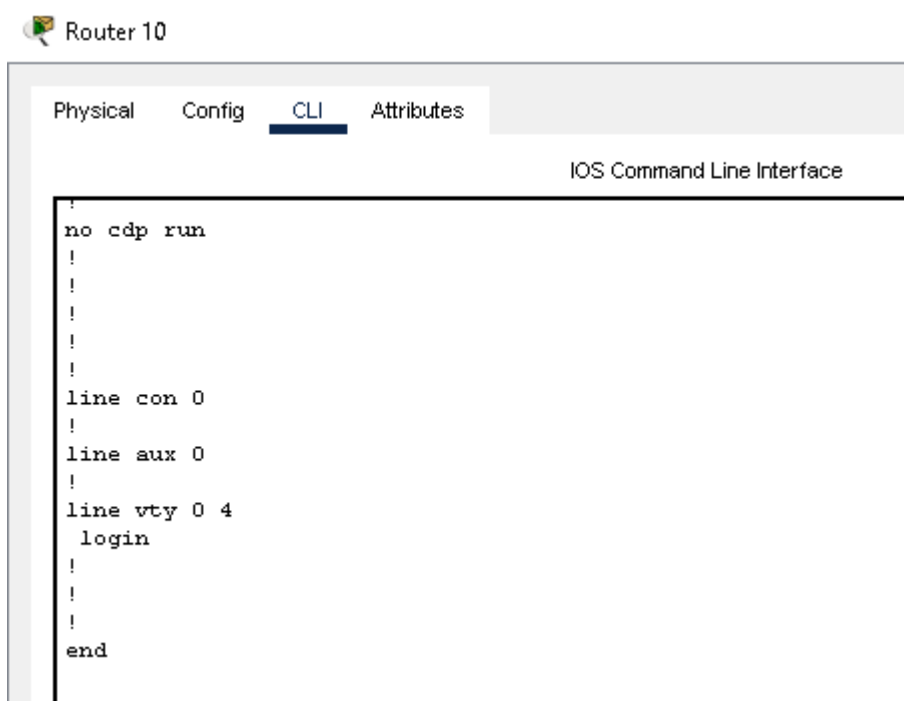 Router 10
Physical Config CLI Attributes
IOS Command Line Interface
!
no cdp run
!
!
!
!
!
line con 0
!
line aux 0
!
line vty 0 4
 login
!
!
!
end